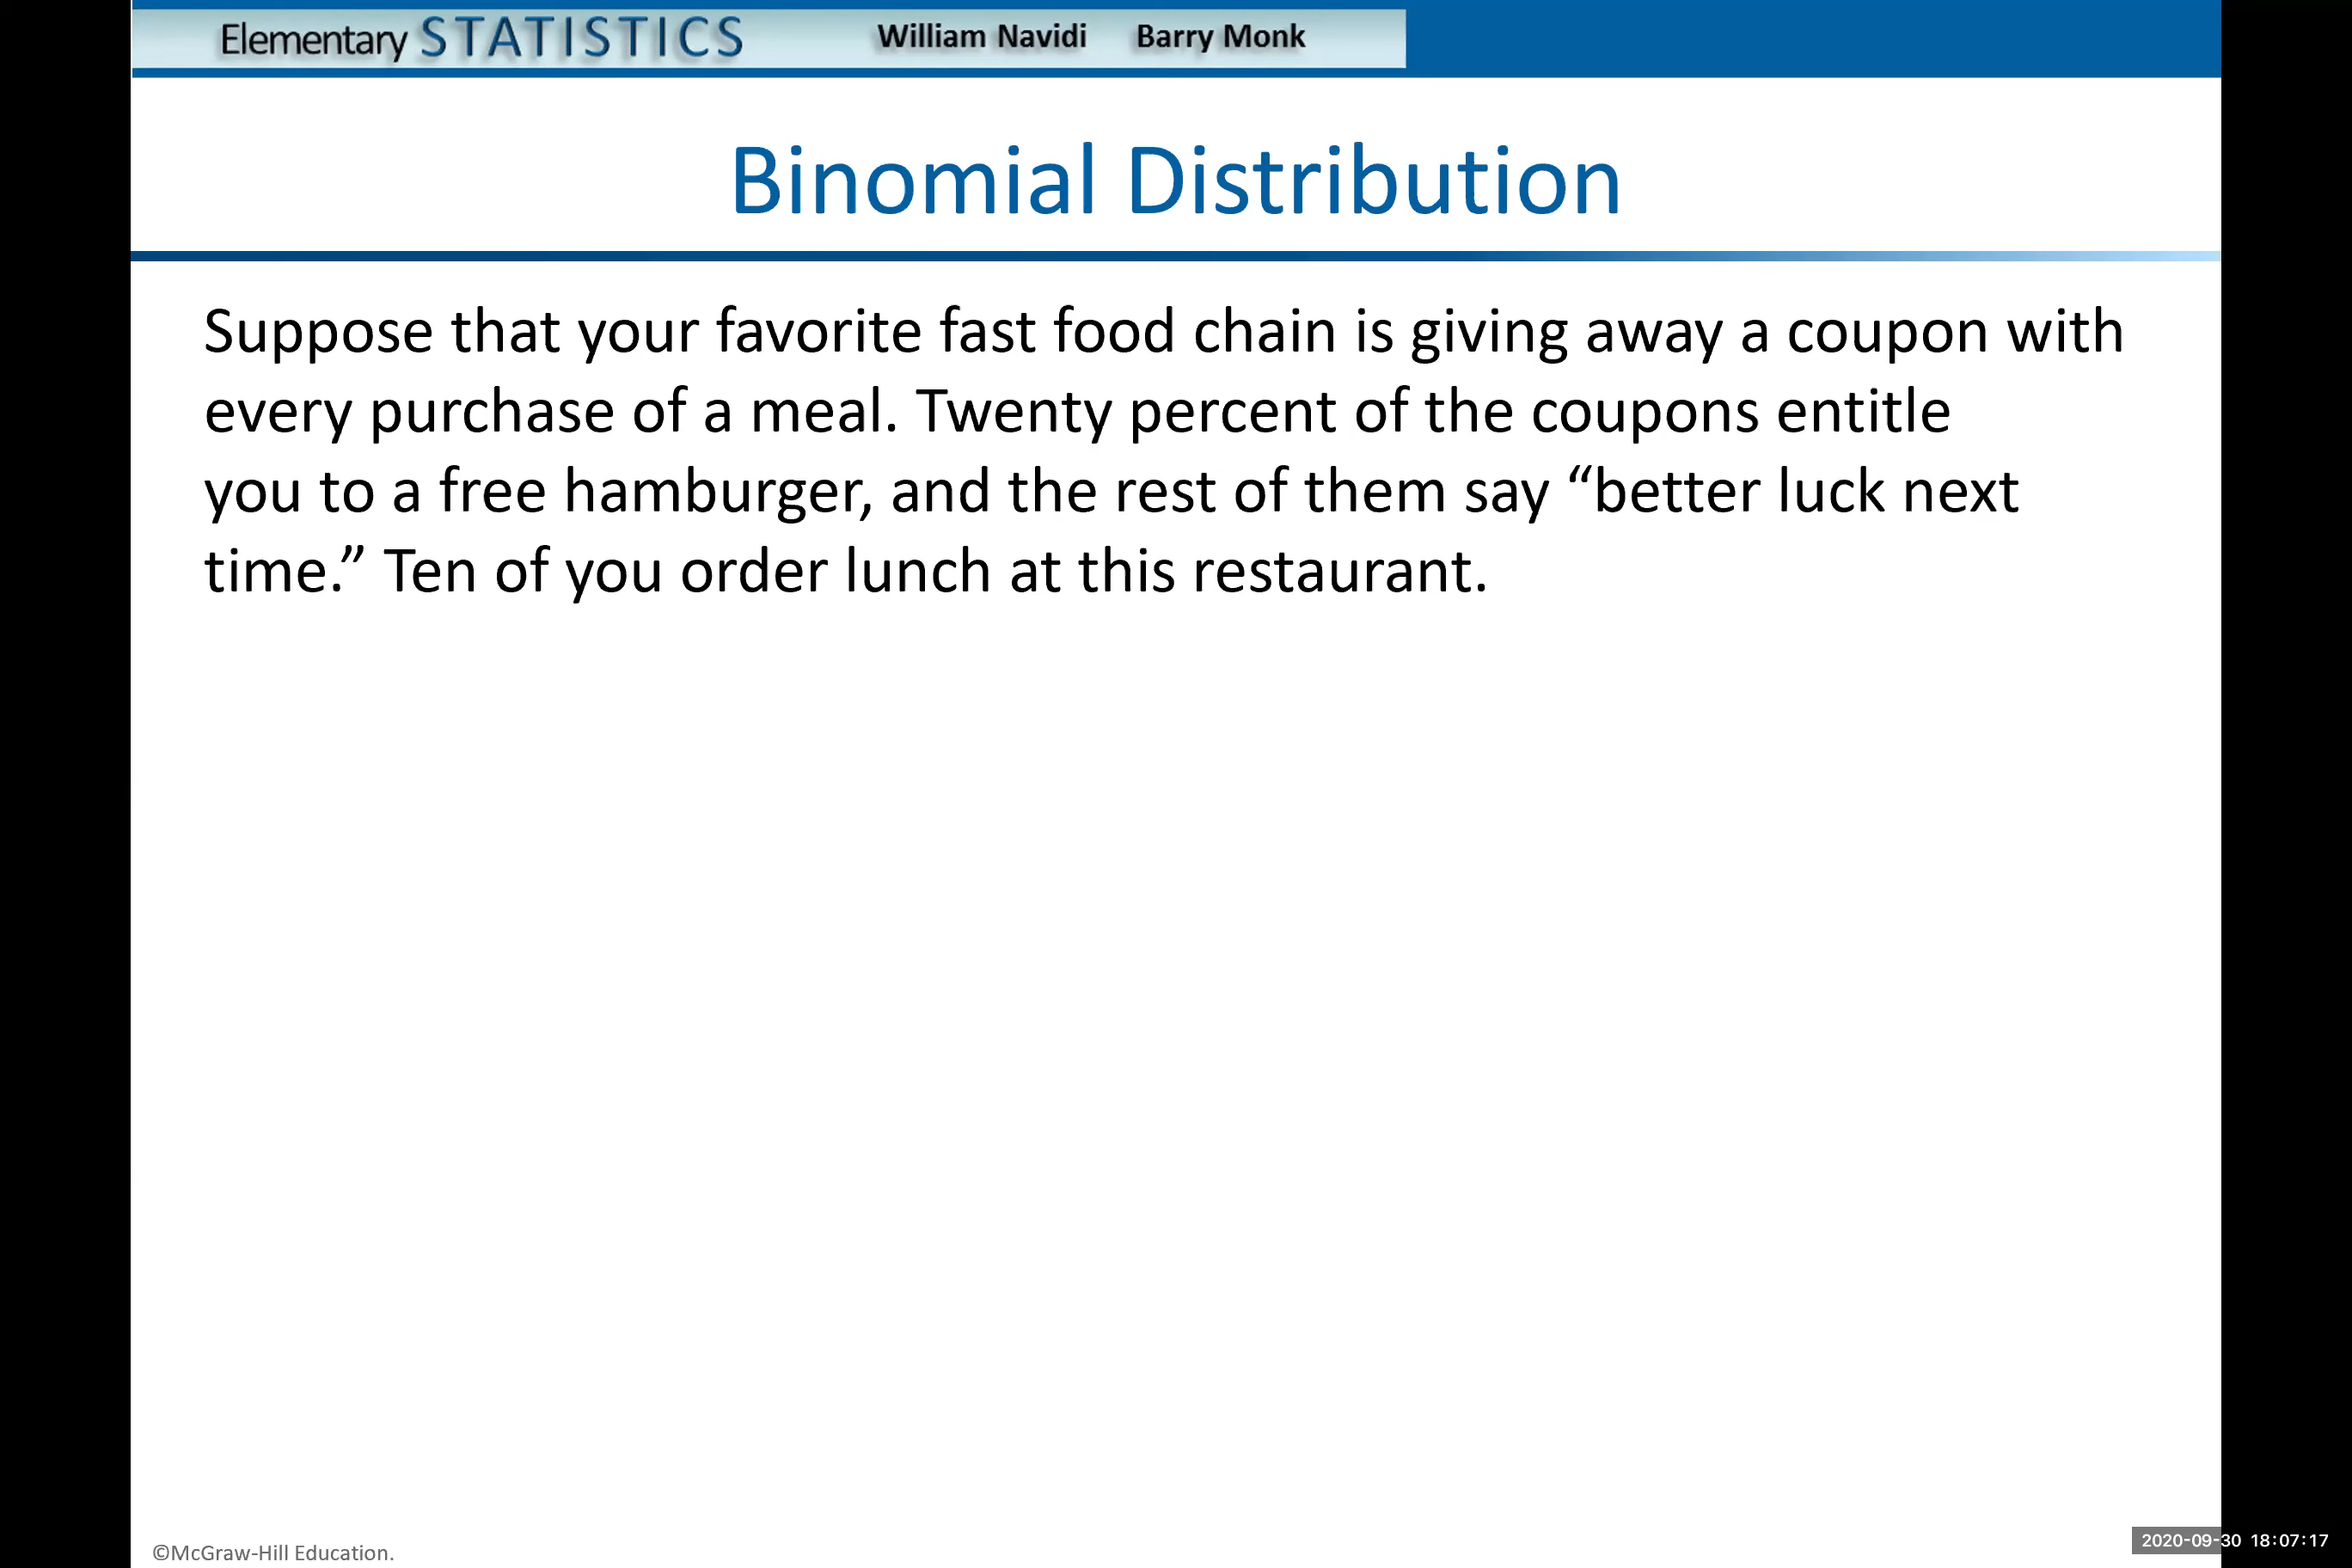 Elementary STATISTICS William Navidi Barry Monk
Binomial Distribution
Suppose that your favorite fast food chain is giving away a coupon with
every purchase of a meal. Twenty percent of the coupons entitle
you to a free hamburger, and the rest of them say “better luck next
time.” Ten of you order lunch at this restaurant.
©McGraw-Hill Education.
2020-09-30 18:07:17